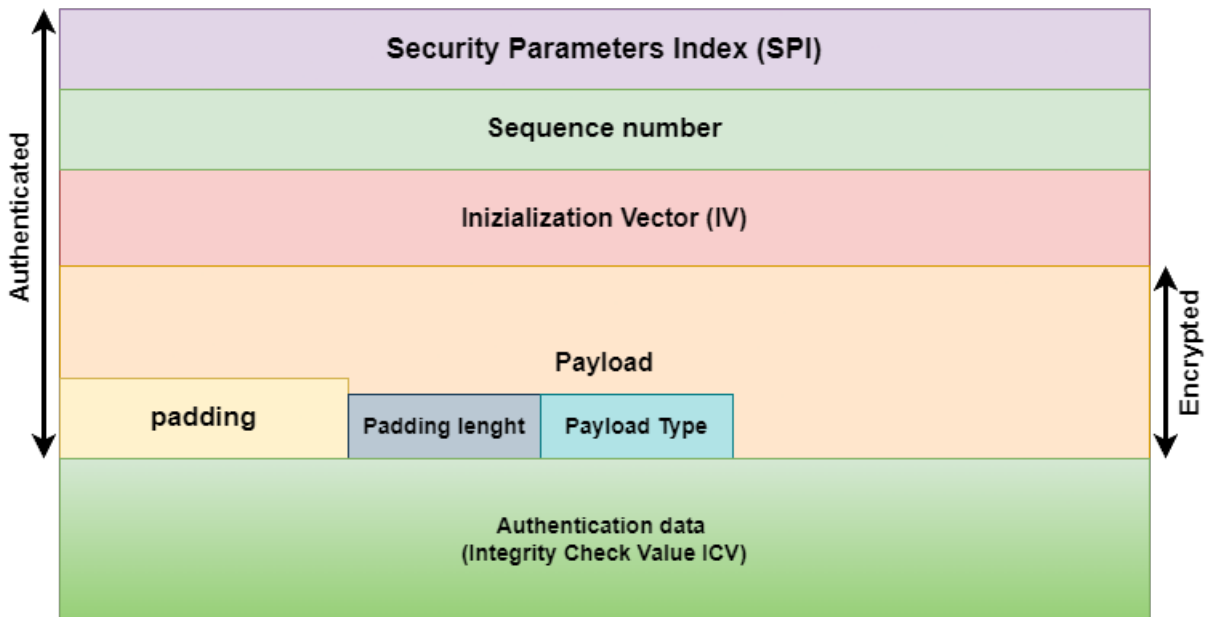 Security Parameters Index (SPI)
Sequence number
Authenticated
Inizialization Vector (IV)
Encrypted
Payload
padding
Padding lenght
Payload Type
Authentication data
(Integrity Check Value ICV)